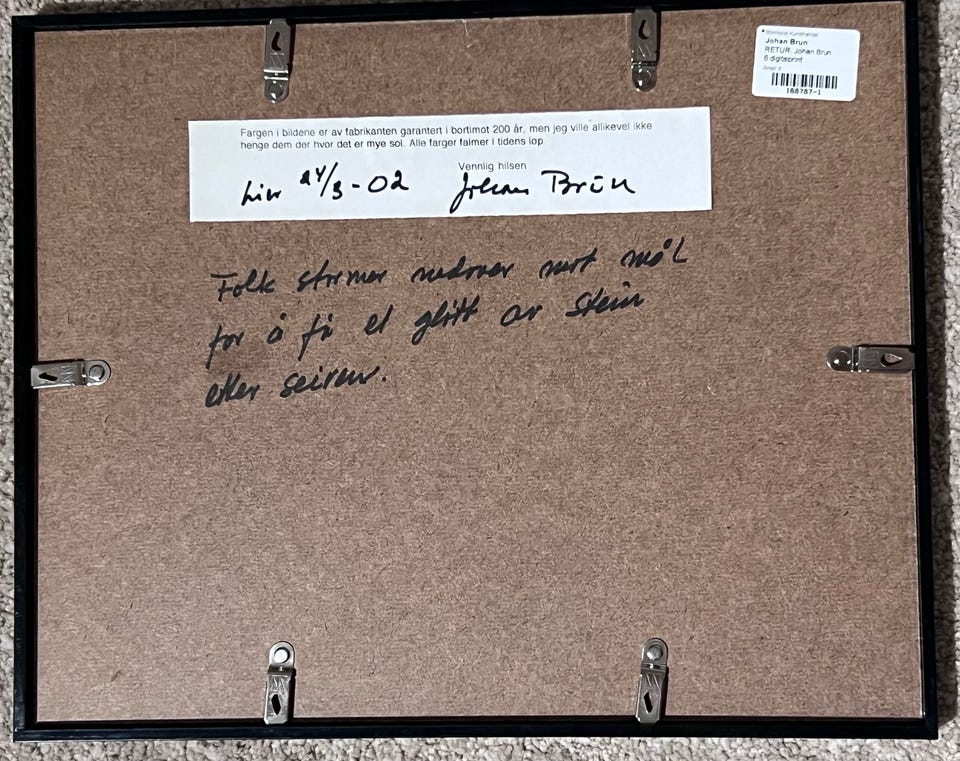 Johan Brun
RETUR: Johan Brun
6 digitalprint
168787-1
Fargen i bildene er av fabrikanten garantert i bortimot 200 år, men jeg ville allikevel ikke
henge dem der hvor det er mye sol. Alle farger falmer i tidens løp
Vennlig hilsen
24/3-02 Johan Brun
Folk stormer nedover mot mål
for å få et glitt av Stein
etter seiren.